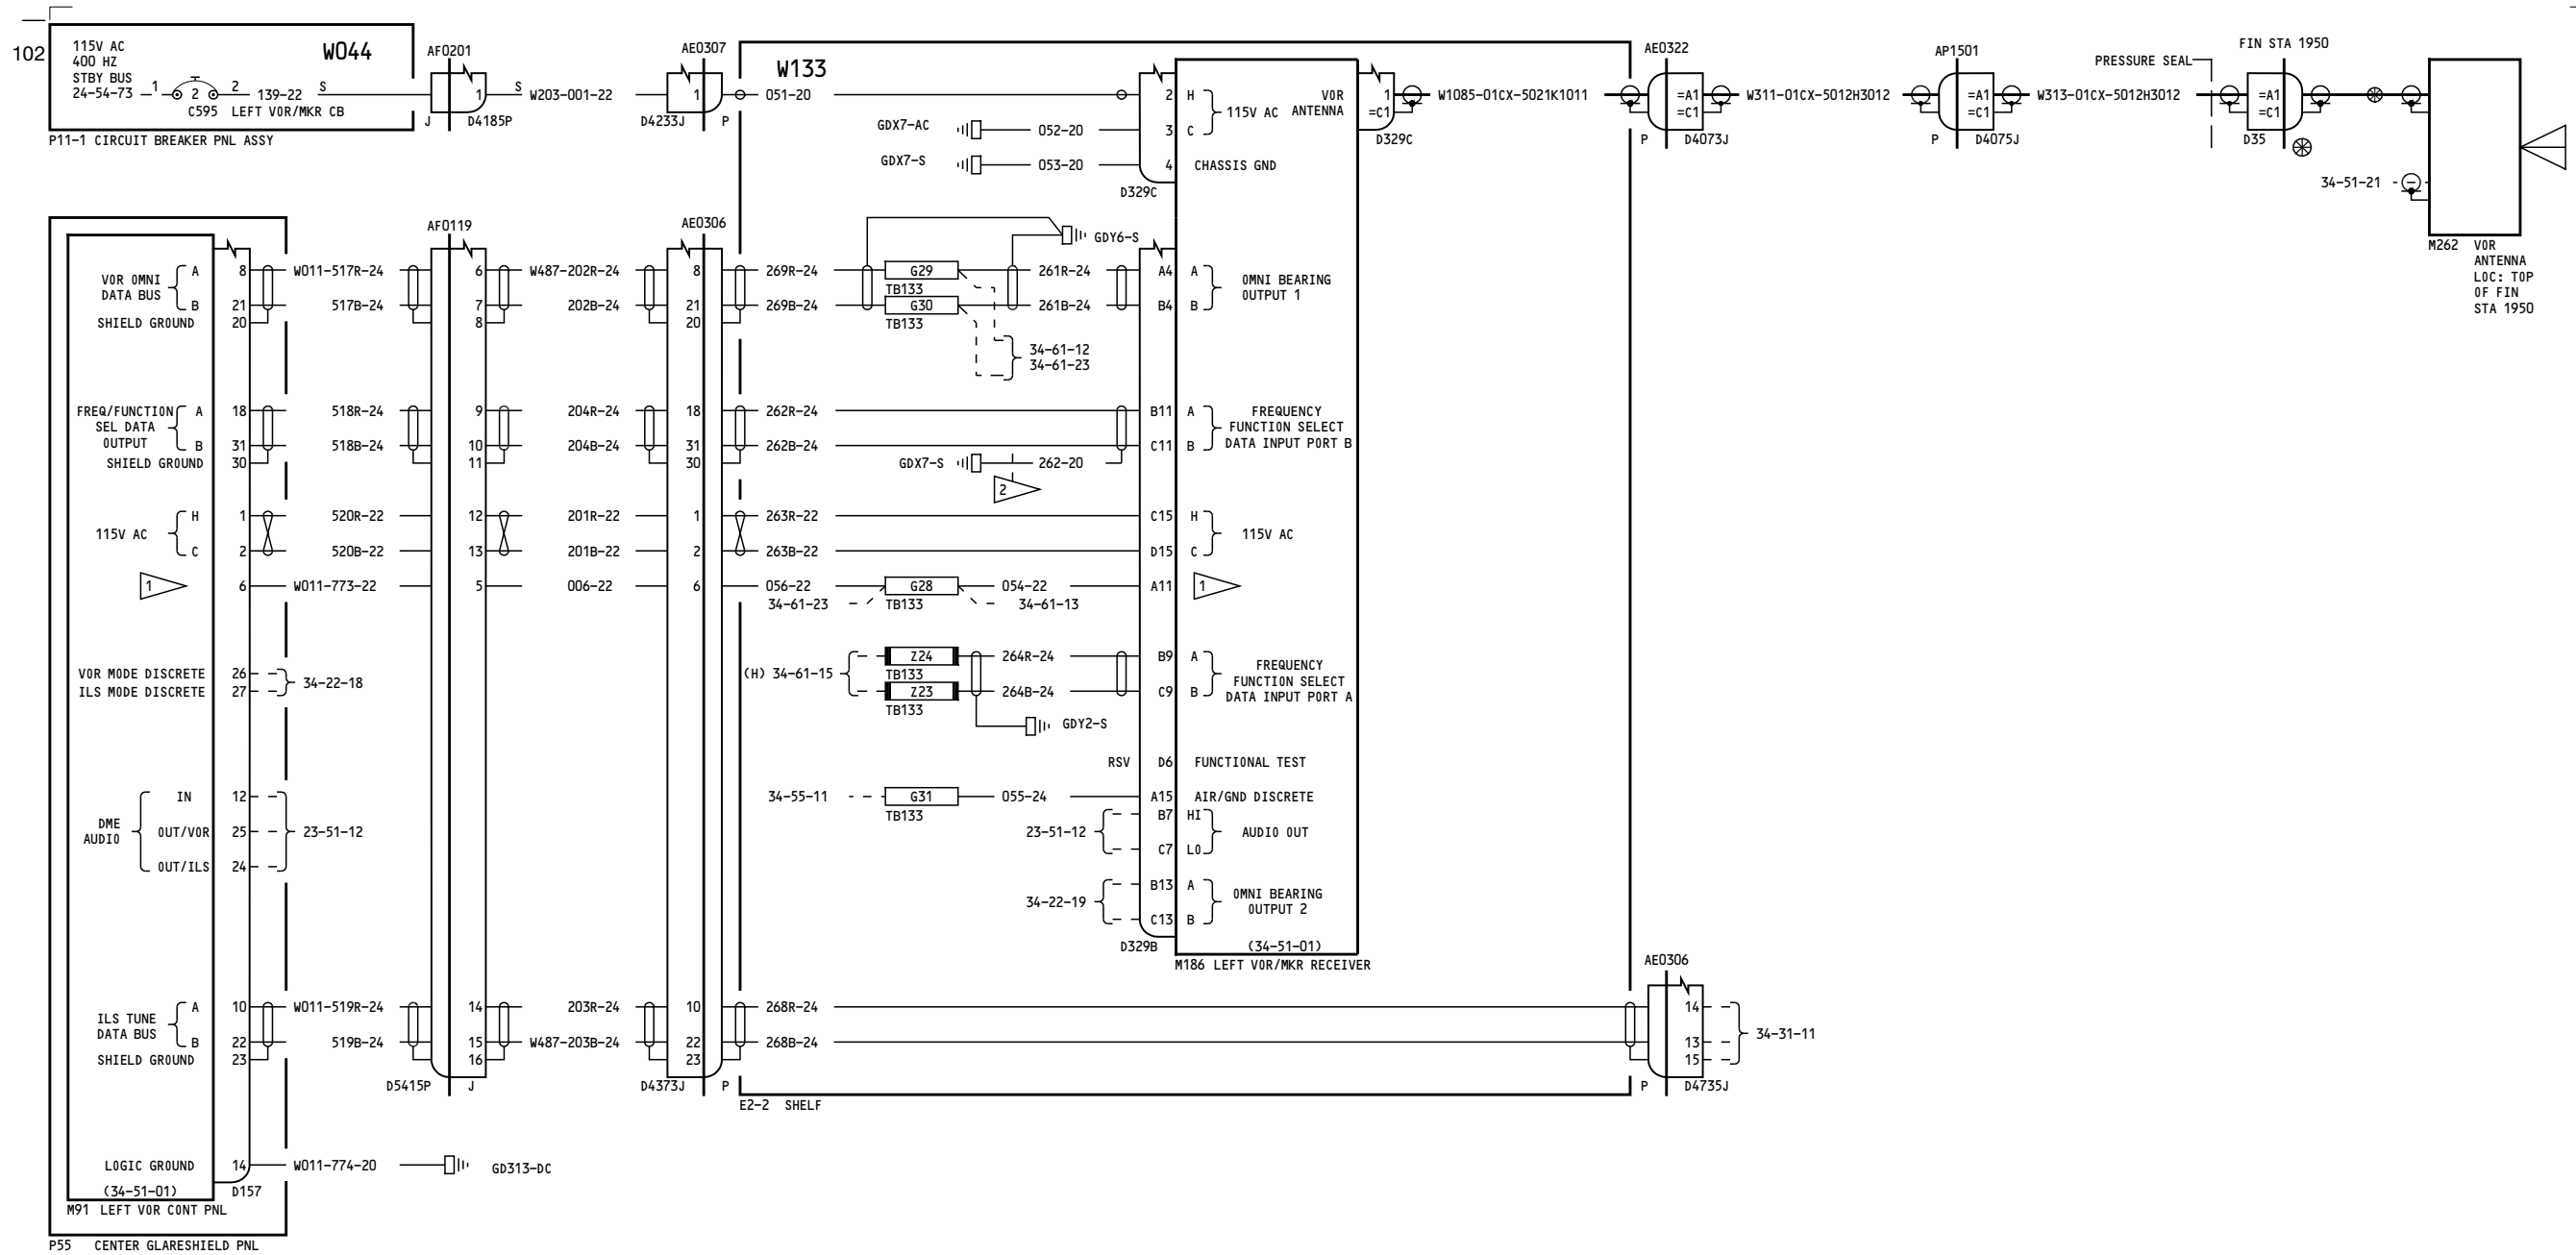 102
115V AC
400 HZ
STBY BUS
24-54-73
W044
1
2
2
139-22
S
C595 LEFT VOR/MKR CB
P11-1 CIRCUIT BREAKER PNL ASSY
AF0201
1
J
D4185P
S
W203-001-22
AE0307
1
D4233J
P
W133
051-20
2
H
115V AC
GDX7-AC
052-20
3
C
GDX7-S
053-20
4
CHASSIS GND
D329C
VOR
ANTENNA
1
=C1
D329C
W1085-01CX-5021K1011
AE0322
=A1
=C1
P
D4073J
W311-01CX-5012H3012
AP1501
=A1
=C1
P
D4075J
W313-01CX-5012H3012
PRESSURE SEAL
FIN STA 1950
=A1
=C1
D35
34-51-21
M262 VOR
ANTENNA
LOC: TOP
OF FIN
STA 1950
AF0119
AE0306
GDY6-S
VOR OMNI
DATA BUS
A
8
W011-517R-24
6
W487-202R-24
8
269R-24
G29
TB133
261R-24
A4
A
OMNI BEARING
OUTPUT 1
B
21
517B-24
7
202B-24
21
269B-24
G30
TB133
261B-24
B4
B
SHIELD GROUND
20
8
20
34-61-12
34-61-23
FREQ/FUNCTION
SEL DATA
OUTPUT
A
18
518R-24
9
204R-24
18
262R-24
B11
A
FREQUENCY
FUNCTION SELECT
DATA INPUT PORT B
B
31
518B-24
10
204B-24
31
262B-24
C11
B
SHIELD GROUND
30
11
30
GDX7-S
262-20
2
115V AC
H
1
520R-22
12
201R-22
1
263R-22
C15
H
115V AC
C
2
520B-22
13
201B-22
2
263B-22
D15
C
1
6
W011-773-22
5
006-22
6
056-22
G28
054-22
A11
1
34-61-23
TB133
34-61-13
VOR MODE DISCRETE
26
ILS MODE DISCRETE
27
34-22-18
(H) 34-61-15
Z24
TB133
264R-24
B9
A
FREQUENCY
FUNCTION SELECT
DATA INPUT PORT A
Z23
TB133
264B-24
C9
B
GDY2-S
RSV
D6
FUNCTIONAL TEST
DME
AUDIO
IN
12
OUT/VOR
25
OUT/ILS
24
23-51-12
34-55-11
G31
TB133
055-24
A15
AIR/GND DISCRETE
23-51-12
B7
HI
AUDIO OUT
C7
LO
34-22-19
B13
A
OMNI BEARING
OUTPUT 2
C13
B
D329B
(34-51-01)
M186 LEFT VOR/MKR RECEIVER
ILS TUNE
DATA BUS
A
10
W011-519R-24
14
203R-24
10
268R-24
B
22
519B-24
15
W487-203B-24
22
268B-24
SHIELD GROUND
23
16
23
AE0306
14
13
15
34-31-11
D5415P
J
D4373J
P
P
D4735J
E2-2 SHELF
LOGIC GROUND
14
W011-774-20
GD313-DC
(34-51-01)
D157
M91 LEFT VOR CONT PNL
P55 CENTER GLARESHIELD PNL